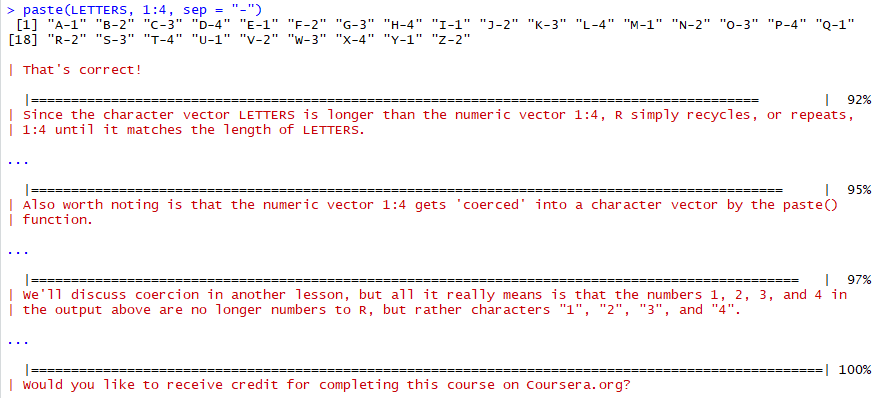 > paste(LETTERS, 1:4, sep = "-")
[1] "A-1" "B-2" "C-3" "D-4" "E-1" "F-2" "G-3" "H-4" "I-1" "J-2" "K-3" "L-4" "M-1" "N-2" "O-3" "P-4" "Q-1"
[18] "R-2" "S-3" "T-4" "U-1" "V-2" "W-3" "X-4" "Y-1" "Z-2"
| That's correct!
|===========================================================================================        |  92%
| Since the character vector LETTERS is longer than the numeric vector 1:4, R simply recycles, or repeats,
| 1:4 until it matches the length of LETTERS.
...
|==============================================================================================     |  95%
| Also worth noting is that the numeric vector 1:4 gets 'coerced' into a character vector by the paste()
| function.
...
|================================================================================================   |  97%
| We'll discuss coercion in another lesson, but all it really means is that the numbers 1, 2, 3, and 4 in
| the output above are no longer numbers to R, but rather characters "1", "2", "3", and "4".
...
|===================================================================================================| 100%
| Would you like to receive credit for completing this course on Coursera.org?